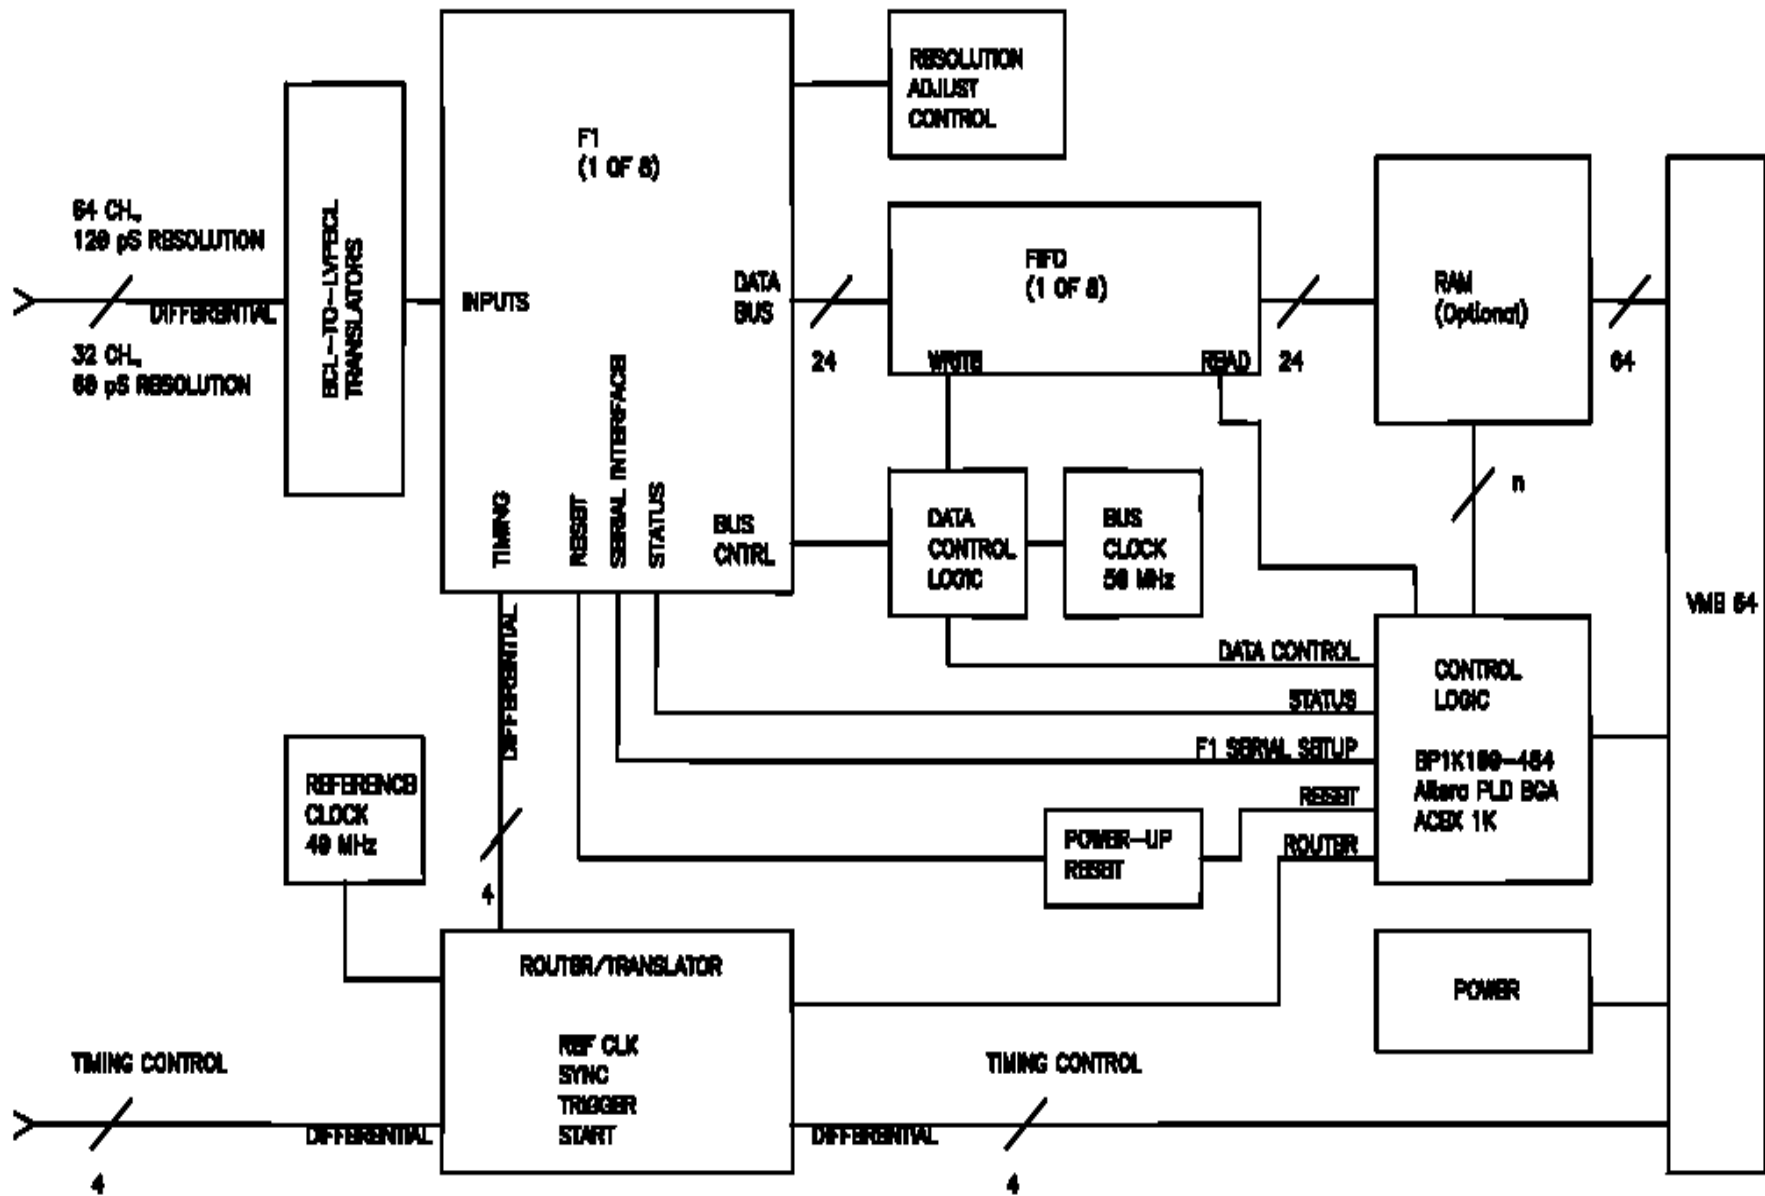 RESOLUTION
ADJUST
CONTROL
F1
(1 OF 8)
64 CH.,
120 pS RESOLUTION
DIFFERENTIAL
32 CH.,
60 pS RESOLUTION
ECL-TO-LVPECL
TRANSLATORS
INPUTS
DATA
BUS
24
FIFO
(1 OF 8)
WRITE
READ
24
RAM
(Optional)
64
n
VME 64
TIMING
RESET
SERIAL INTERFACE
STATUS
BUS
CNTRL
DATA
CONTROL
LOGIC
BUS
CLOCK
50 MHz
DIFFERENTIAL
4
DATA CONTROL
STATUS
F1 SERIAL SETUP
RESET
ROUTER
CONTROL
LOGIC
EP1K100-484
Altera PLD BGA
ACEX 1K
REFERENCE
CLOCK
40 MHz
POWER-UP
RESET
ROUTER/TRANSLATOR
REF CLK
SYNC
TRIGGER
START
POWER
TIMING CONTROL
DIFFERENTIAL
4
TIMING CONTROL
DIFFERENTIAL
4